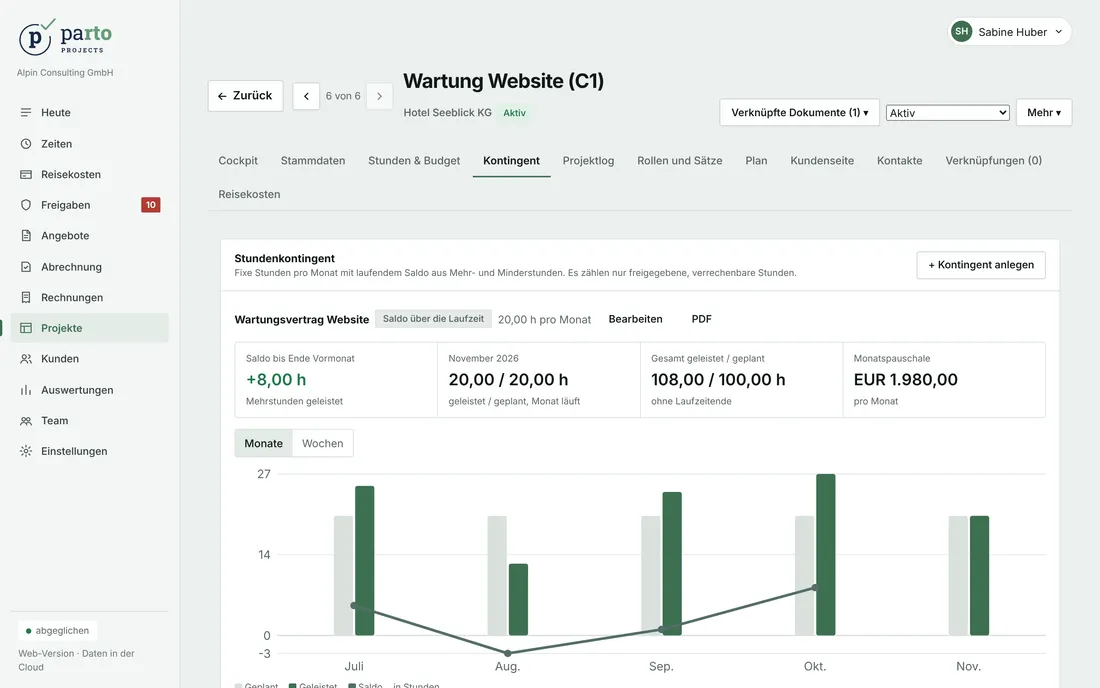 p parto
PROJECTS
Alpin Consulting GmbH
Heute
Zeiten
Reisekosten
Freigaben 10
Angebote
Abrechnung
Rechnungen
Projekte
Kunden
Auswertungen
Team
Einstellungen
abgeglichen
Web-Version · Daten in der
Cloud
SH Sabine Huber
← Zurück
‹ 6 von 6 ›
Wartung Website (C1)
Hotel Seeblick KG Aktiv
Verknüpfte Dokumente (1) ▾
Aktiv
Mehr ▾
Cockpit Stammdaten Stunden & Budget Kontingent Projektlog Rollen und Sätze Plan Kundenseite Kontakte Verknüpfungen (0)
Reisekosten
Stundenkontingent
Fixe Stunden pro Monat mit laufendem Saldo aus Mehr- und Minderstunden. Es zählen nur freigegebene, verrechenbare Stunden.
+ Kontingent anlegen
Wartungsvertrag Website Saldo über die Laufzeit 20,00 h pro Monat Bearbeiten PDF
Saldo bis Ende Vormonat
+8,00 h
Mehrstunden geleistet
November 2026
20,00 / 20,00 h
geleistet / geplant, Monat läuft
Gesamt geleistet / geplant
108,00 / 100,00 h
ohne Laufzeitende
Monatspauschale
EUR 1.980,00
pro Monat
Monate Wochen
27
14
0
-3
Juli Aug. Sep. Okt. Nov.
Geplant Geleistet Saldo in Stunden